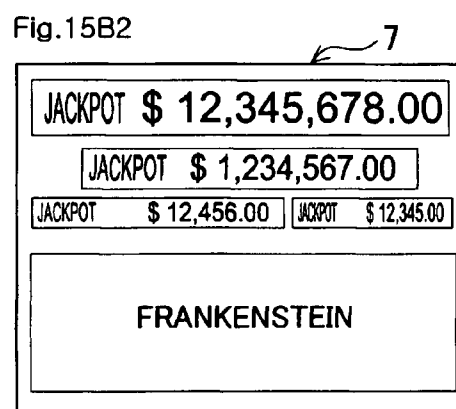 Fig.15B2
7
JACKPOT $ 12,345,678.00
JACKPOT $ 1,234,567.00
JACKPOT $ 12,456.00 JACKPOT $ 12,345.00
FRANKENSTEIN